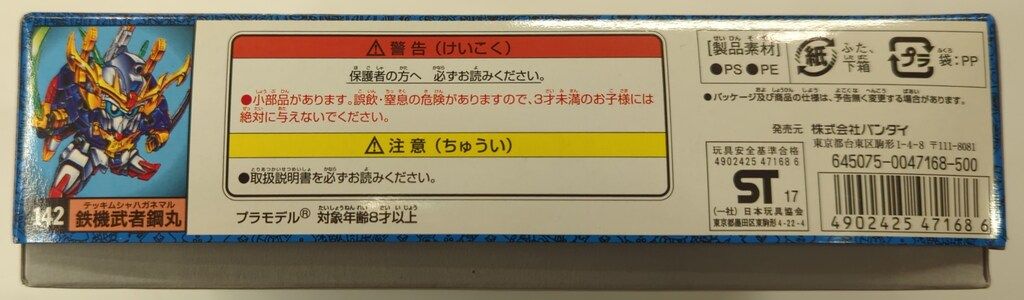 テッキムシャハガネマル
142 鉄機武者鋼丸
⚠警告(けいこく)
保護者の方へ 必ずお読みください。
●小部品があります。誤飲・窒息の危険がありますので、3才未満のお子様には
絶対に与えないでください。
⚠注意(ちゅうい)
●取扱説明書を必ずお読みください。
プラモデル® 対象年齢8才以上
[製品素材]
●PS ●PE
紙 ふた、
下箱
プラ 袋:PP
●パッケージ及び商品の仕様は、予告無く変更する場合があります。
発売元 株式会社バンダイ
東京都台東区駒形1-4-8 〒111-8081
645075-0047168-500
玩具安全基準合格
4902425 47168 6
ST 17
(一社)日本玩具協会
東京都墨田区東駒形4-22-4
4902425 47168 6